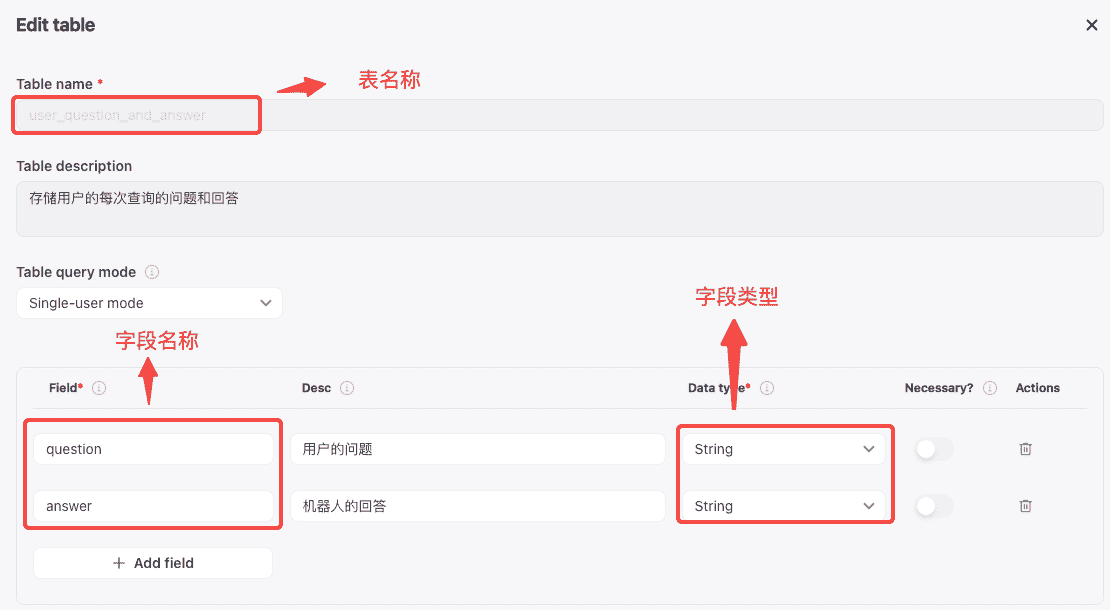 Edit table
Table name *
表名称
user_question_and_answer
Table description
存储用户的每次查询的问题和回答
Table query mode
Single-user mode
字段类型
字段名称
Field* Desc Data type* Necessary? Actions
question 用户的问题 String
answer 机器人的回答 String
+ Add field